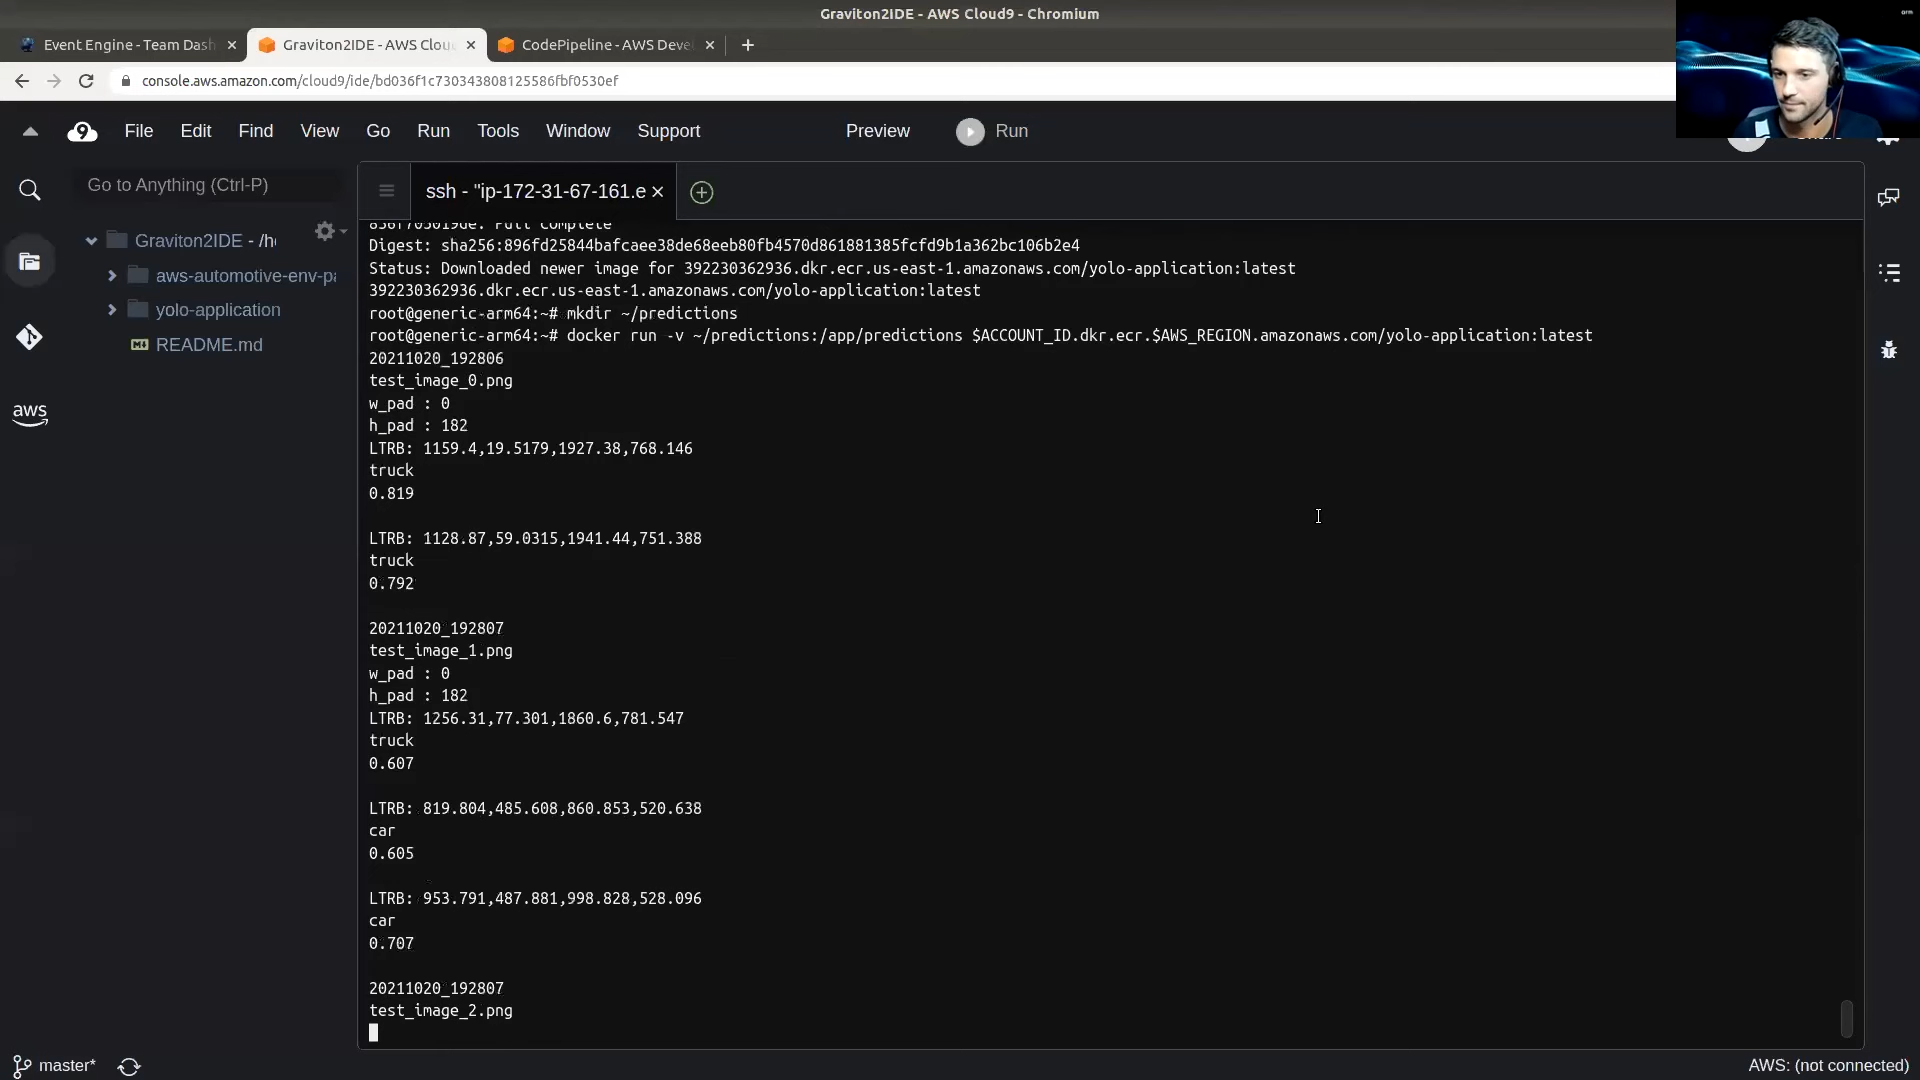 Graviton2IDE - AWS Cloud9 - Chromium
Event Engine - Team Dash
Graviton2IDE - AWS Clou
CodePipeline - AWS Deve
console.aws.amazon.com/cloud9/ide/bd036f1c730343808125586fbf0530ef
arm
9 File Edit Find View Go Run Tools Window Support Preview Run
Go to Anything (Ctrl-P)
Graviton2IDE - /h
aws-automotive-env-pa
yolo-application
README.md
aws
ssh - "ip-172-31-67-161.e
Digest: sha256:896fd25844bafcaee38de68eeb80fb4570d861881385fcfd9b1a362bc106b2e4
Status: Downloaded newer image for 392230362936.dkr.ecr.us-east-1.amazonaws.com/yolo-application:latest
392230362936.dkr.ecr.us-east-1.amazonaws.com/yolo-application:latest
root@generic-arm64:~# mkdir ~/predictions
root@generic-arm64:~# docker run -v ~/predictions:/app/predictions $ACCOUNT_ID.dkr.ecr.$AWS_REGION.amazonaws.com/yolo-application:latest
20211020_192806
test_image_0.png
w_pad : 0
h_pad : 182
LTRB: 1159.4,19.5179,1927.38,768.146
truck
0.819
LTRB: 1128.87,59.0315,1941.44,751.388
truck
0.792
20211020_192807
test_image_1.png
w_pad : 0
h_pad : 182
LTRB: 1256.31,77.301,1860.6,781.547
truck
0.607
LTRB: 819.804,485.608,860.853,520.638
car
0.605
LTRB: 953.791,487.881,998.828,528.096
car
0.707
20211020_192807
test_image_2.png
master*
AWS: (not connected)